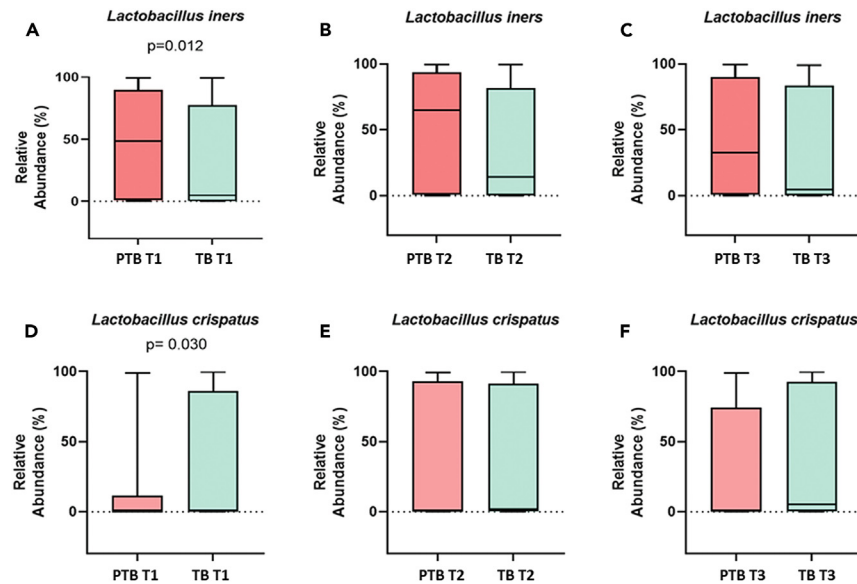 A
Lactobacillus iners
p=0.012
Relative
Abundance (%)
100
50
0
PTB T1
TB T1
B
Lactobacillus iners
Relative
Abundance (%)
100
50
0
PTB T2
TB T2
C
Lactobacillus iners
Relative
Abundance (%)
100
50
0
PTB T3
TB T3
D
Lactobacillus crispatus
p= 0.030
Relative
Abundance (%)
100
50
0
PTB T1
TB T1
E
Lactobacillus crispatus
Relative
Abundance (%)
100
50
0
PTB T2
TB T2
F
Lactobacillus crispatus
Relative
Abundance (%)
100
50
0
PTB T3
TB T3